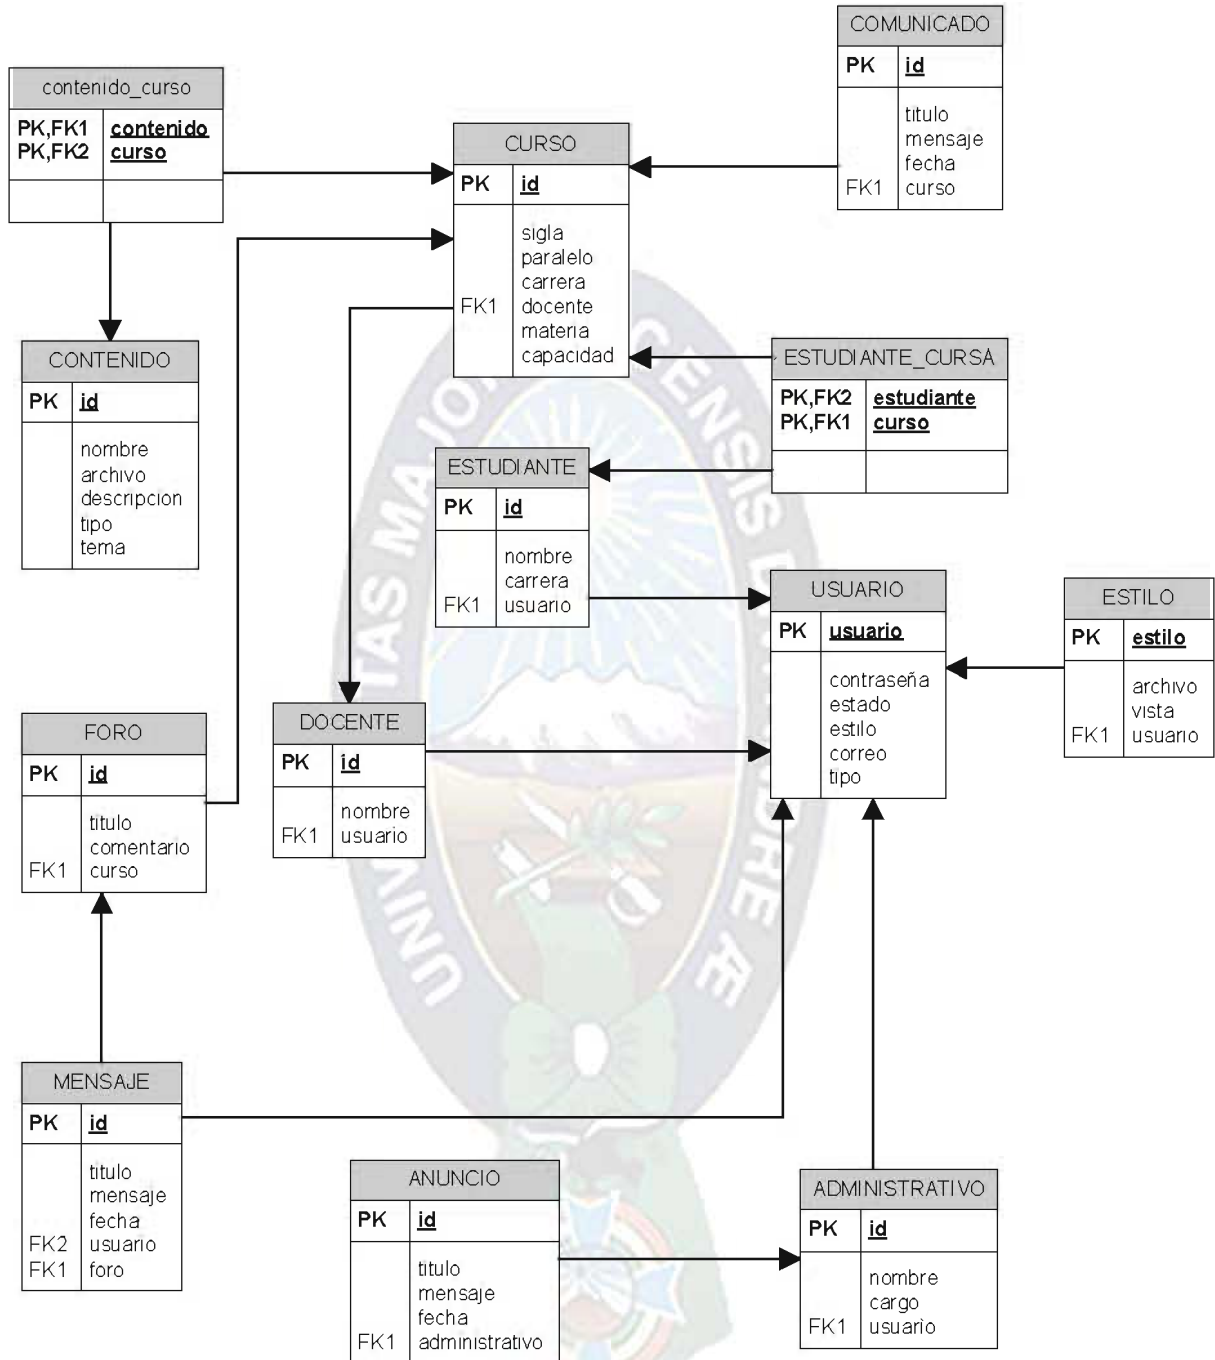 COMUNICADO
PK id
titulo
mensaje
fecha
FK1 curso
contenido_curso
PK,FK1 contenido
PK,FK2 curso
CURSO
PK id
sigla
paralelo
carrera
FK1 docente
materia
capacidad
CONTENIDO
PK id
nombre
archivo
descripcion
tipo
tema
ESTUDIANTE_CURSA
PK,FK2 estudiante
PK,FK1 curso
ESTUDIANTE
PK id
nombre
carrera
FK1 usuario
USUARIO
PK usuario
contraseña
estado
estilo
correo
tipo
ESTILO
PK estilo
archivo
vista
FK1 usuario
FORO
PK id
titulo
comentario
FK1 curso
DOCENTE
PK id
nombre
FK1 usuario
MENSAJE
PK id
titulo
mensaje
fecha
FK2 usuario
FK1 foro
ANUNCIO
PK id
titulo
mensaje
fecha
FK1 administrativo
ADMINISTRATIVO
PK id
nombre
cargo
FK1 usuario